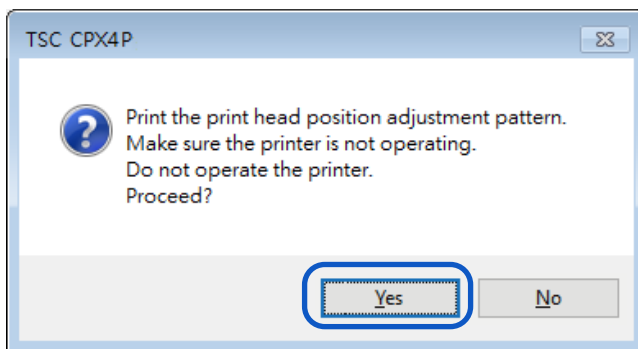 TSC CPX4P
Print the print head position adjustment pattern.
Make sure the printer is not operating.
Do not operate the printer.
Proceed?
Yes
No